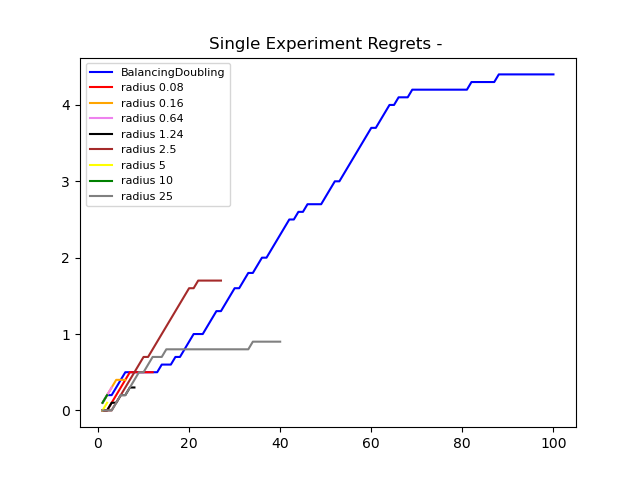 Single Experiment Regrets -
BalancingDoubling
radius 0.08
radius 0.16
radius 0.64
radius 1.24
radius 2.5
radius 5
radius 10
radius 25
4
3
2
1
0
0 20 40 60 80 100